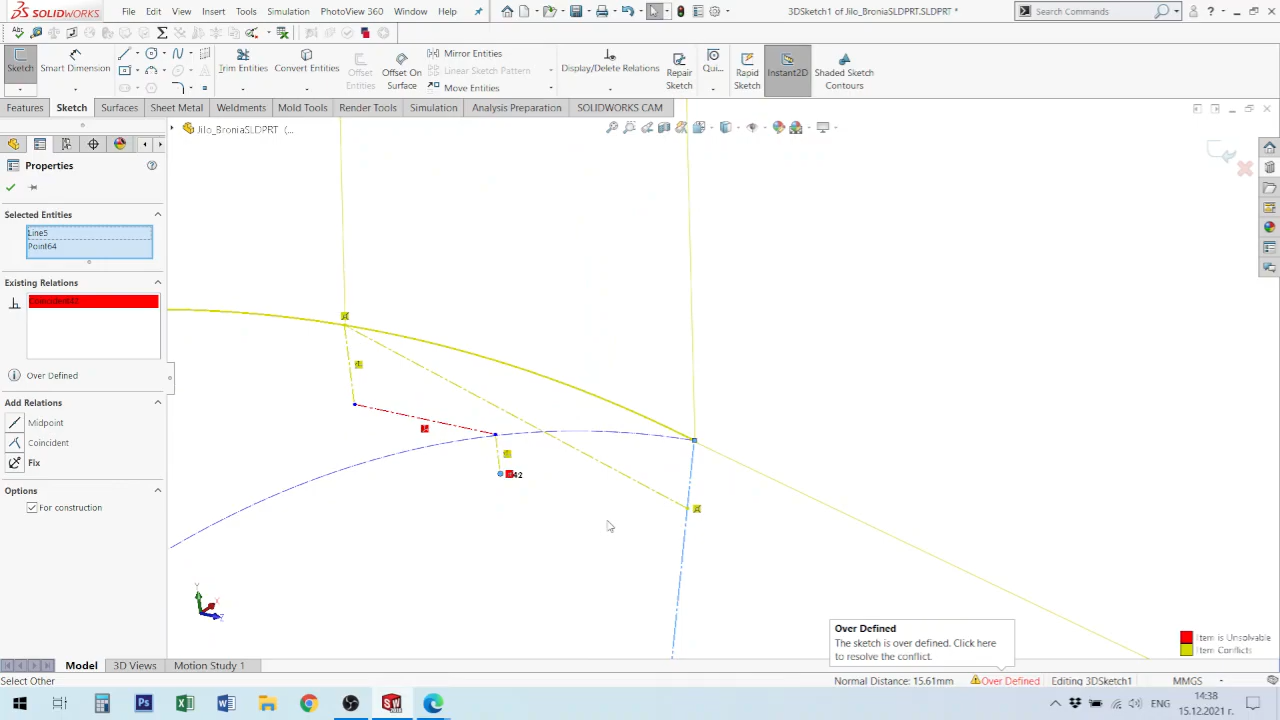 SOLIDWORKS File Edit View Insert Tools Simulation PhotoView 360 Window Help 3DSketch1 of Jilo_BroniaSLDPRT.SLDPRT * Search Commands
Sketch Smart Dimension Trim Entities Convert Entities Offset Entities Offset On Surface Mirror Entities Linear Sketch Pattern Move Entities Display/Delete Relations Repair Sketch Qui... Rapid Sketch Instant2D Shaded Sketch Contours
Features Sketch Surfaces Sheet Metal Weldments Mold Tools Render Tools Simulation Analysis Preparation SOLIDWORKS CAM
Jilo_BroniaSLDPRT (...
Properties
Selected Entities
Line5
Point64
Existing Relations
Coincident42
Over Defined
Add Relations
Midpoint
Coincident
Fix
Options
For construction
42
Over Defined
The sketch is over defined. Click here
to resolve the conflict.
Item is Unsolvable
Item Conflicts
Model 3D Views Motion Study 1
Select Other Normal Distance: 15.61mm Over Defined Editing 3DSketch1 MMGS
ENG 14:38
15.12.2021 г.